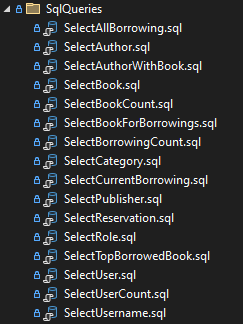 SqlQueries
SelectAllBorrowing.sql
SelectAuthor.sql
SelectAuthorWithBook.sql
SelectBook.sql
SelectBookCount.sql
SelectBookForBorrowings.sql
SelectBorrowingCount.sql
SelectCategory.sql
SelectCurrentBorrowing.sql
SelectPublisher.sql
SelectReservation.sql
SelectRole.sql
SelectTopBorrowedBook.sql
SelectUser.sql
SelectUserCount.sql
SelectUsername.sql